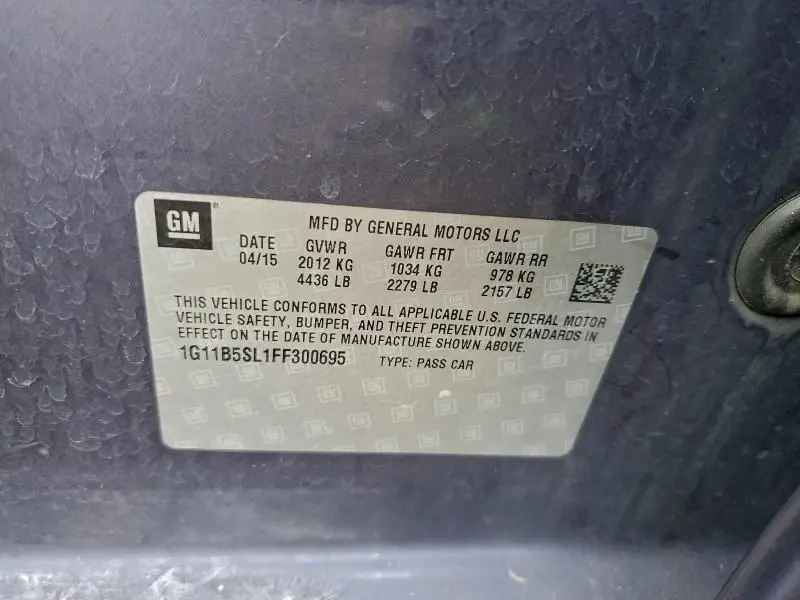 GM
MFD BY GENERAL MOTORS LLC
DATE GVWR GAWR FRT GAWR RR
04/15 2012 KG 1034 KG 978 KG
4436 LB 2279 LB 2157 LB
THIS VEHICLE CONFORMS TO ALL APPLICABLE U.S. FEDERAL MOTOR
VEHICLE SAFETY, BUMPER, AND THEFT PREVENTION STANDARDS IN
EFFECT ON THE DATE OF MANUFACTURE SHOWN ABOVE.
1G11B5SL1FF300695 TYPE: PASS CAR